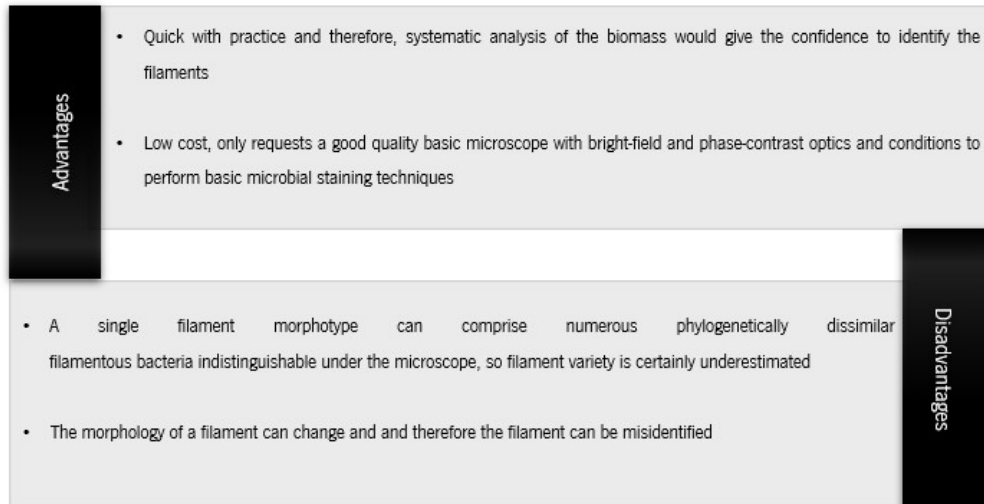 Advantages
• Quick with practice and therefore, systematic analysis of the biomass would give the confidence to identify the
filaments
• Low cost, only requests a good quality basic microscope with bright-field and phase-contrast optics and conditions to
perform basic microbial staining techniques
• A single filament morphotype can comprise numerous phylogenetically dissimilar
filamentous bacteria indistinguishable under the microscope, so filament variety is certainly underestimated
• The morphology of a filament can change and and therefore the filament can be misidentified
Disadvantages